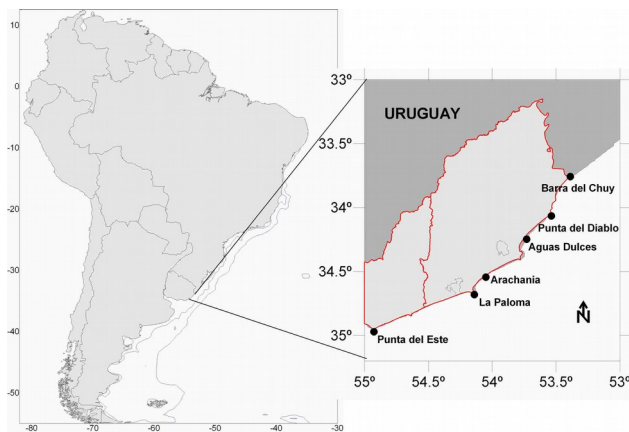 10
0
-10
-20
-30
-40
-50
-80
-70
-60
-50
-40
-30
33º
33.5º
34º
34.5º
35º
URUGUAY
Barra del Chuy
Punta del Diablo
Aguas Dulces
Arachania
La Paloma
Punta del Este
N
55º
54.5º
54º
53.5º